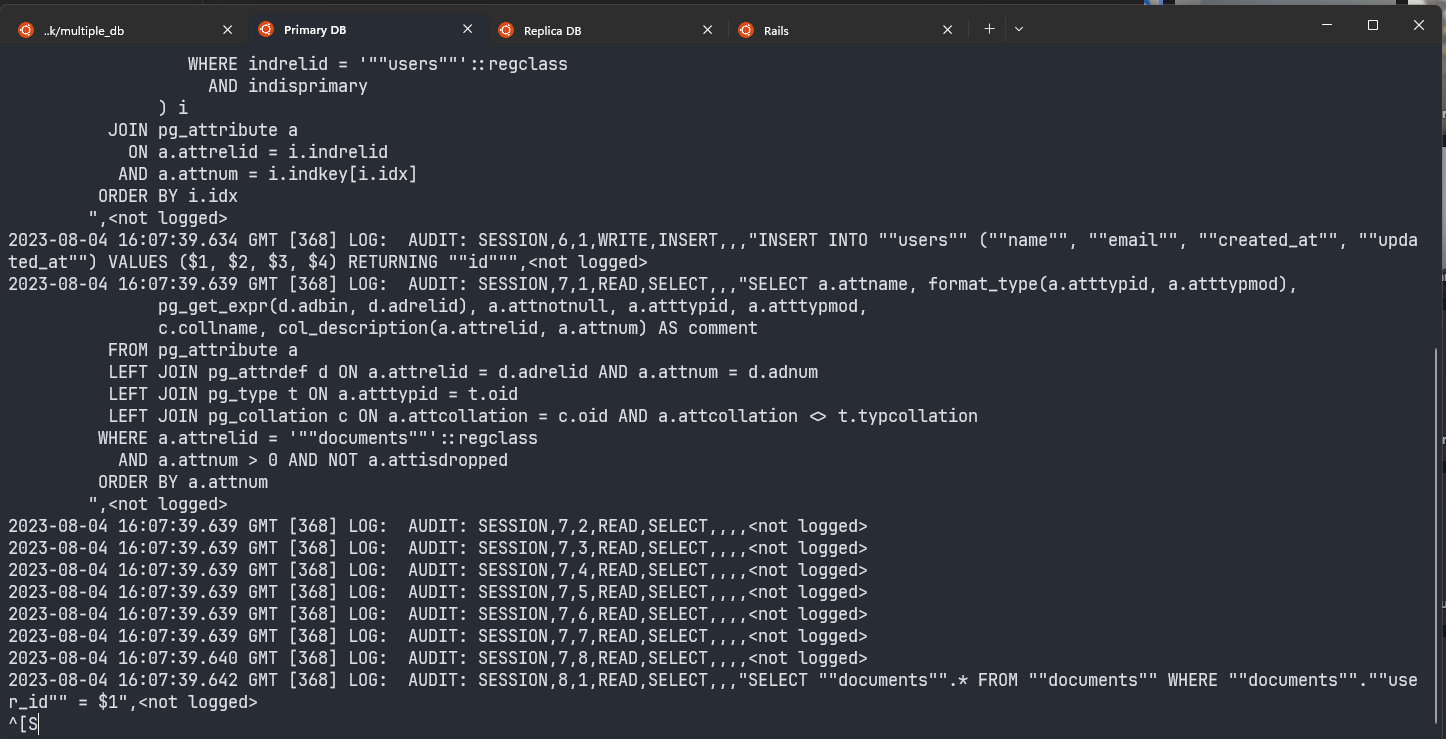 ..k/multiple_db
Primary DB
Replica DB
Rails
WHERE indrelid = '""users""'::regclass
AND indisprimary
) i
JOIN pg_attribute a
ON a.attrelid = i.indrelid
AND a.attnum = i.indkey[i.idx]
ORDER BY i.idx
",<not logged>
2023-08-04 16:07:39.634 GMT [368] LOG:  AUDIT: SESSION,6,1,WRITE,INSERT,,,"INSERT INTO ""users"" (""name"", ""email"", ""created_at"", ""upda
ted_at"") VALUES ($1, $2, $3, $4) RETURNING ""id""",<not logged>
2023-08-04 16:07:39.639 GMT [368] LOG:  AUDIT: SESSION,7,1,READ,SELECT,,,"SELECT a.attname, format_type(a.atttypid, a.atttypmod),
pg_get_expr(d.adbin, d.adrelid), a.attnotnull, a.atttypid, a.atttypmod,
c.collname, col_description(a.attrelid, a.attnum) AS comment
FROM pg_attribute a
LEFT JOIN pg_attrdef d ON a.attrelid = d.adrelid AND a.attnum = d.adnum
LEFT JOIN pg_type t ON a.atttypid = t.oid
LEFT JOIN pg_collation c ON a.attcollation = c.oid AND a.attcollation <> t.typcollation
WHERE a.attrelid = '""documents""'::regclass
AND a.attnum > 0 AND NOT a.attisdropped
ORDER BY a.attnum
",<not logged>
2023-08-04 16:07:39.639 GMT [368] LOG:  AUDIT: SESSION,7,2,READ,SELECT,,,,<not logged>
2023-08-04 16:07:39.639 GMT [368] LOG:  AUDIT: SESSION,7,3,READ,SELECT,,,,<not logged>
2023-08-04 16:07:39.639 GMT [368] LOG:  AUDIT: SESSION,7,4,READ,SELECT,,,,<not logged>
2023-08-04 16:07:39.639 GMT [368] LOG:  AUDIT: SESSION,7,5,READ,SELECT,,,,<not logged>
2023-08-04 16:07:39.639 GMT [368] LOG:  AUDIT: SESSION,7,6,READ,SELECT,,,,<not logged>
2023-08-04 16:07:39.639 GMT [368] LOG:  AUDIT: SESSION,7,7,READ,SELECT,,,,<not logged>
2023-08-04 16:07:39.640 GMT [368] LOG:  AUDIT: SESSION,7,8,READ,SELECT,,,,<not logged>
2023-08-04 16:07:39.642 GMT [368] LOG:  AUDIT: SESSION,8,1,READ,SELECT,,,"SELECT ""documents"".* FROM ""documents"" WHERE ""documents"".""use
r_id"" = $1",<not logged>
^[S